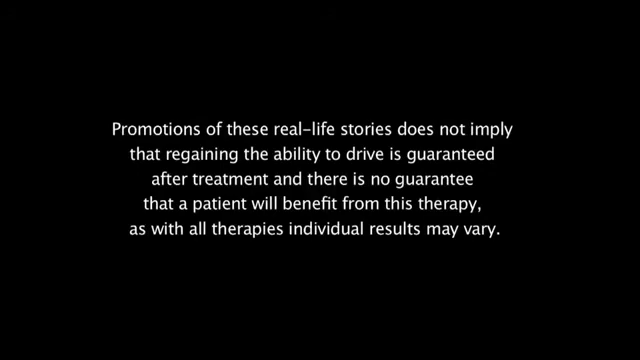 Promotions of these real-life stories does not imply
that regaining the ability to drive is guaranteed
after treatment and there is no guarantee
that a patient will benefit from this therapy,
as with all therapies individual results may vary.